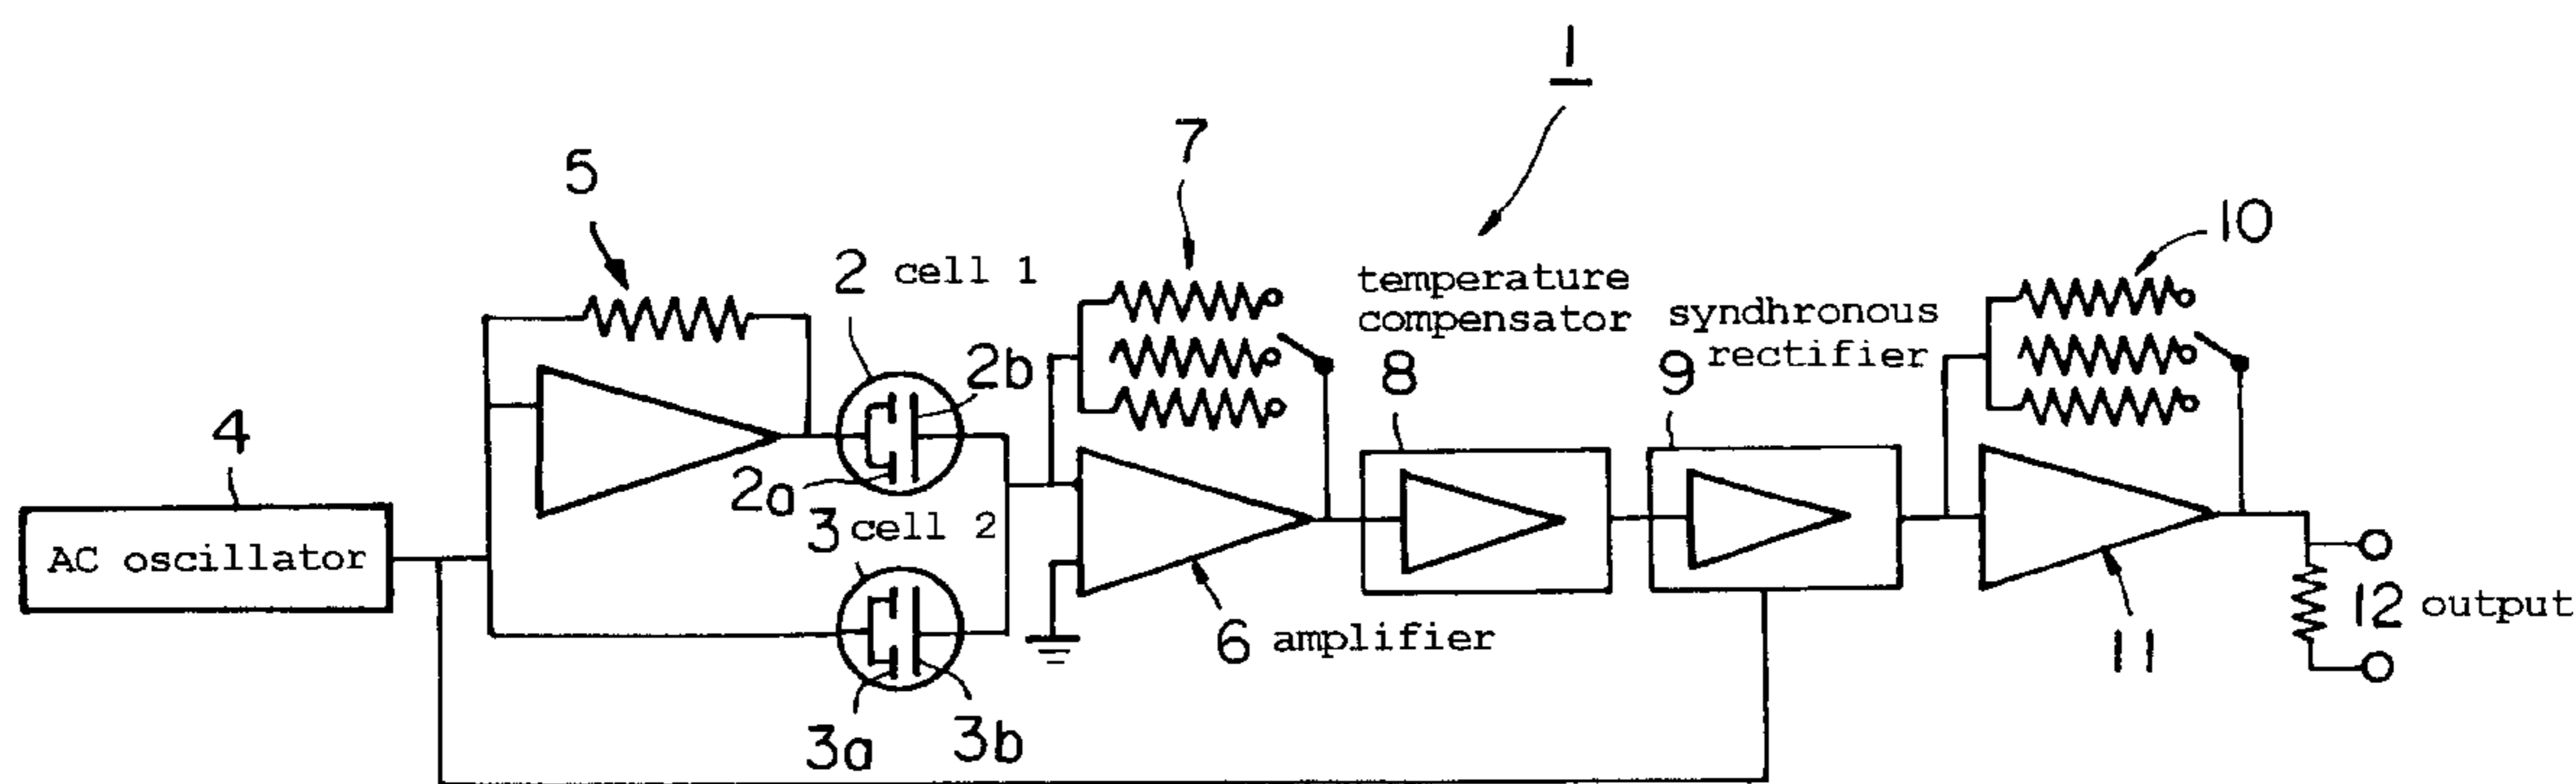 1
7
5
10
2 cell 1
temperature
compensator
8
syndhronous
rectifier
9
2b
4
2a
3 cell 2
AC oscillator
12 output
6 amplifier
11
3a
3b